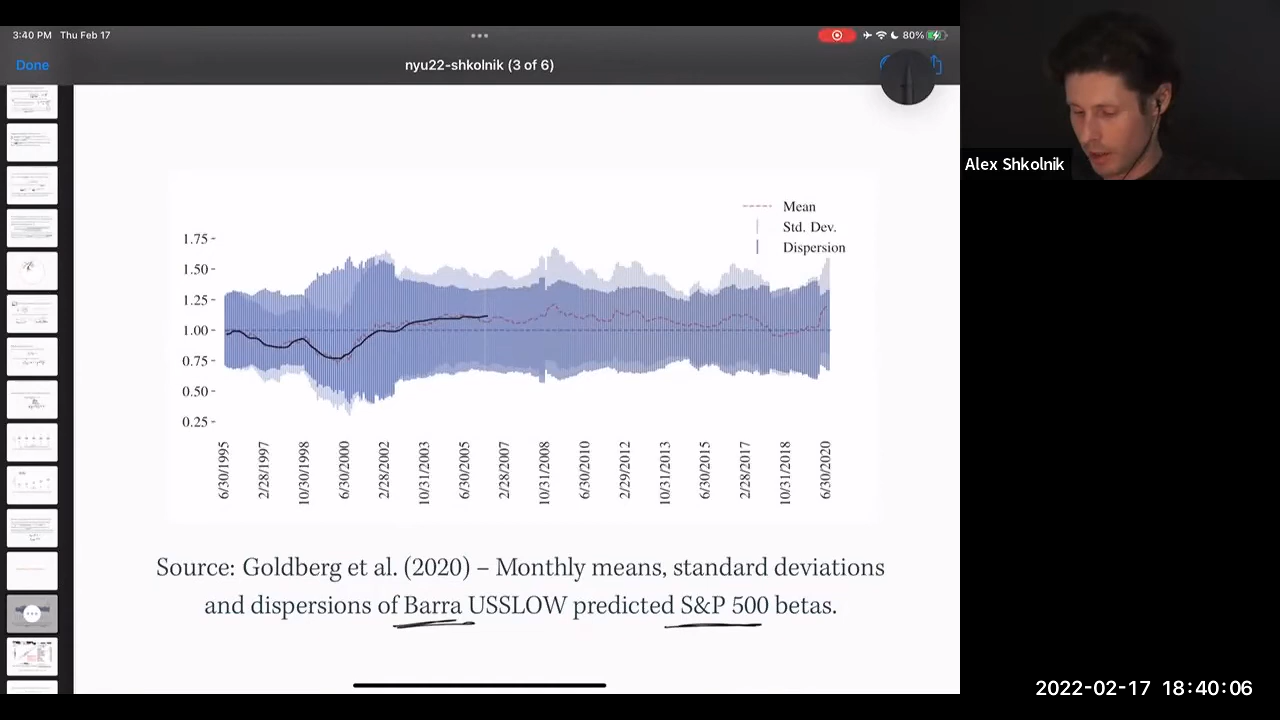 3:40 PM Thu Feb 17
80%
Done
nyu22-shkolnik (3 of 6)
Alex Shkolnik
Mean
Std. Dev.
Dispersion
1.75
1.50
1.25
1.00
0.75
0.50
0.25
6/30/1995
2/28/1997
10/30/1998
6/30/2000
2/28/2002
10/31/2003
6/30/2005
2/28/2007
10/31/2008
6/30/2010
2/29/2012
10/31/2013
6/30/2015
2/28/2017
10/31/2018
6/30/2020
Source: Goldberg et al. (2020) – Monthly means, standard deviations
and dispersions of Barra USSLOW predicted S&P 500 betas.
2022-02-17 18:40:06